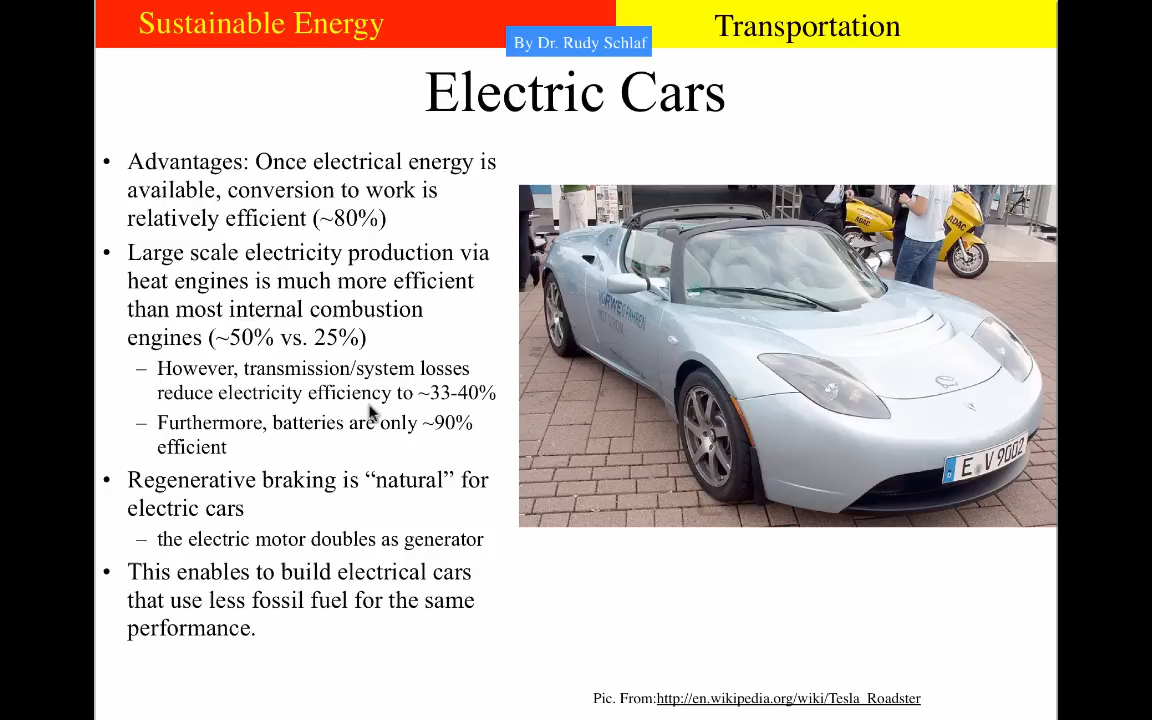 Sustainable Energy
Transportation
By Dr. Rudy Schlaf
Electric Cars
• Advantages: Once electrical energy is
available, conversion to work is
relatively efficient (~80%)
• Large scale electricity production via
heat engines is much more efficient
than most internal combustion
engines (~50% vs. 25%)
– However, transmission/system losses
reduce electricity efficiency to ~33-40%
– Furthermore, batteries are only ~90%
efficient
• Regenerative braking is “natural” for
electric cars
– the electric motor doubles as generator
• This enables to build electrical cars
that use less fossil fuel for the same
performance.
ADAC
ADAC
E V 9002
Pic. From:http://en.wikipedia.org/wiki/Tesla_Roadster